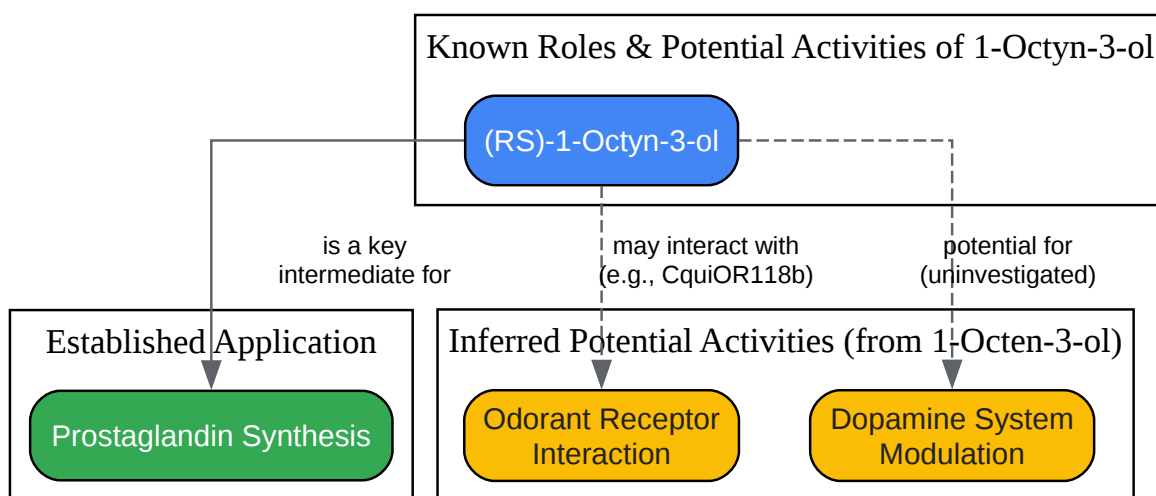 Known Roles & Potential Activities of 1-Octyn-3-ol
(RS)-1-Octyn-3-ol
is a key
intermediate for
may interact with
(e.g., CquiOR118b)
potential for
(uninvestigated)
Established Application
Prostaglandin Synthesis
Inferred Potential Activities (from 1-Octen-3-ol)
Odorant Receptor
Interaction
Dopamine System
Modulation